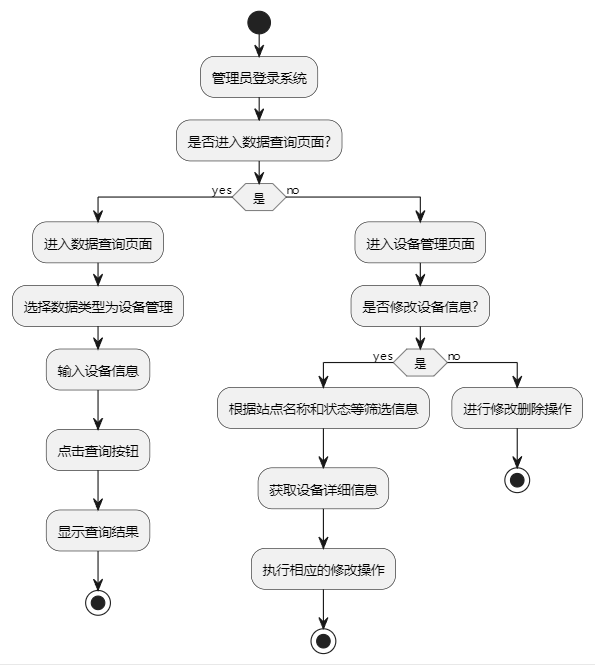 管理员登录系统
是否进入数据查询页面?
yes
是
no
进入数据查询页面
选择数据类型为设备管理
输入设备信息
点击查询按钮
显示查询结果
进入设备管理页面
是否修改设备信息?
yes
是
no
根据站点名称和状态等筛选信息
获取设备详细信息
执行相应的修改操作
进行修改删除操作